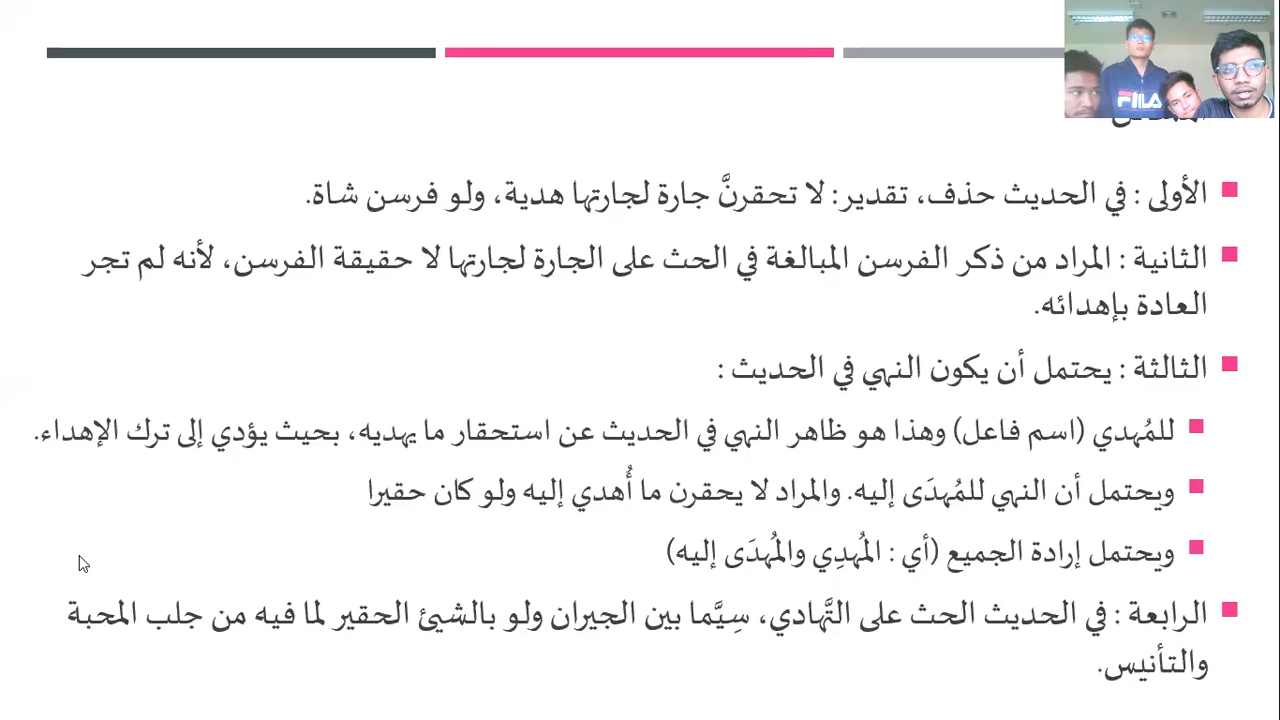 الأولى : في الحديث حذف، تقدير: لا تحقرنَّ جارة لجارتها هدية، ولو فرسن شاة.
الثانية : المراد من ذكر الفرسن المبالغة في الحث على الجارة لجارتها لا حقيقة الفرسن، لأنه لم تجر
العادة بإهدائه.
الثالثة : يحتمل أن يكون النهي في الحديث :
للمُهدي (اسم فاعل) وهذا هو ظاهر النهي في الحديث عن استحقار ما يهديه، بحيث يؤدي إلى ترك الإهداء.
ويحتمل أن النهي للمُهدَى إليه. والمراد لا يحقرن ما أُهدي إليه ولو كان حقيرا
ويحتمل إرادة الجميع (أي : المُهدِي والمُهدَى إليه)
الرابعة : في الحديث الحث على التَّهادي، سِيَّما بين الجيران ولو بالشيئ الحقير لما فيه من جلب المحبة
والتأنيس.
FILA